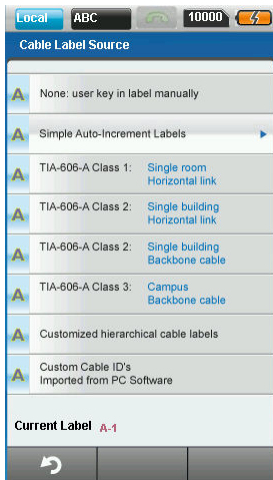 Local ABC 10000
Cable Label Source
A None: user key in label manually
A Simple Auto-Increment Labels
A TIA-606-A Class 1: Single room
Horizontal link
A TIA-606-A Class 2: Single building
Horizontal link
A TIA-606-A Class 2: Single building
Backbone cable
A TIA-606-A Class 3: Campus
Backbone cable
A Customized hierarchical cable labels
A Custom Cable ID's
Imported from PC Software
Current Label A-1